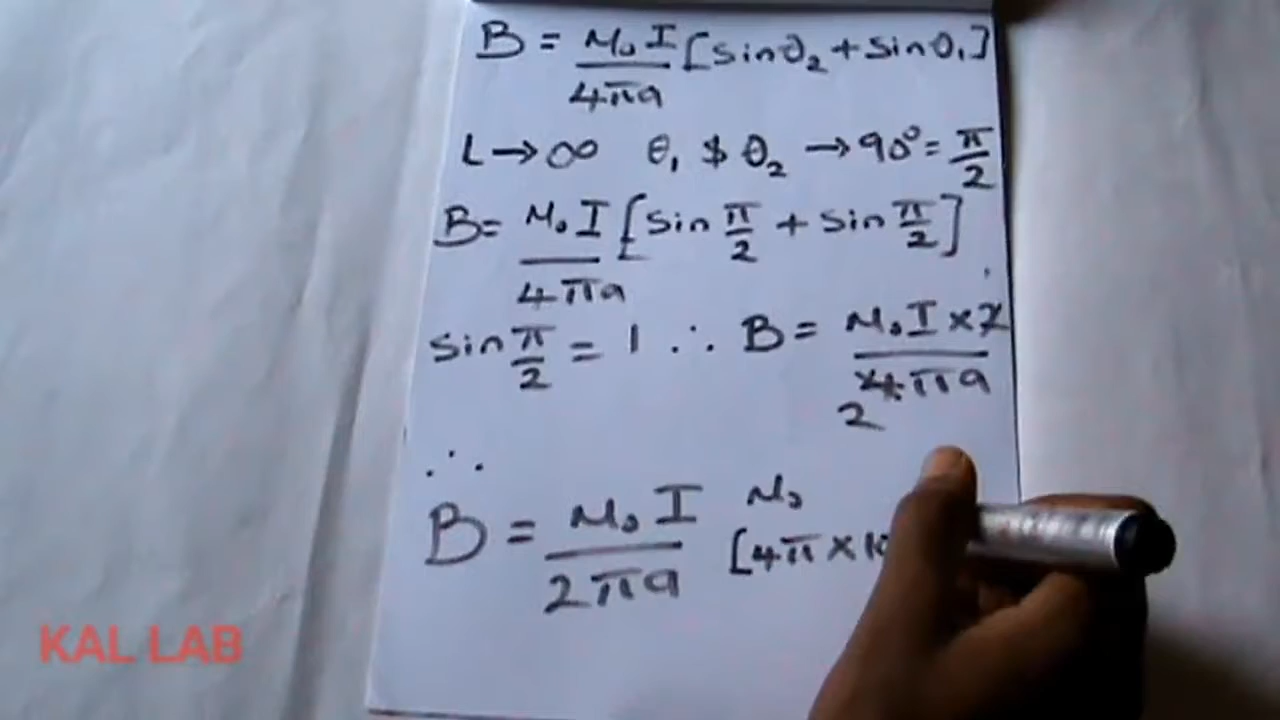 B = μ₀I/4πa [sinθ₂ + sinθ₁]
L → ∞ θ₁ $ θ₂ → 90° = π/2
B = μ₀I/4πa [sin π/2 + sin π/2]
sin π/2 = 1 ∴ B = μ₀I × 2/4πa
2
∴
B = μ₀I/2πa μ₀
[4π × 10
KAL LAB